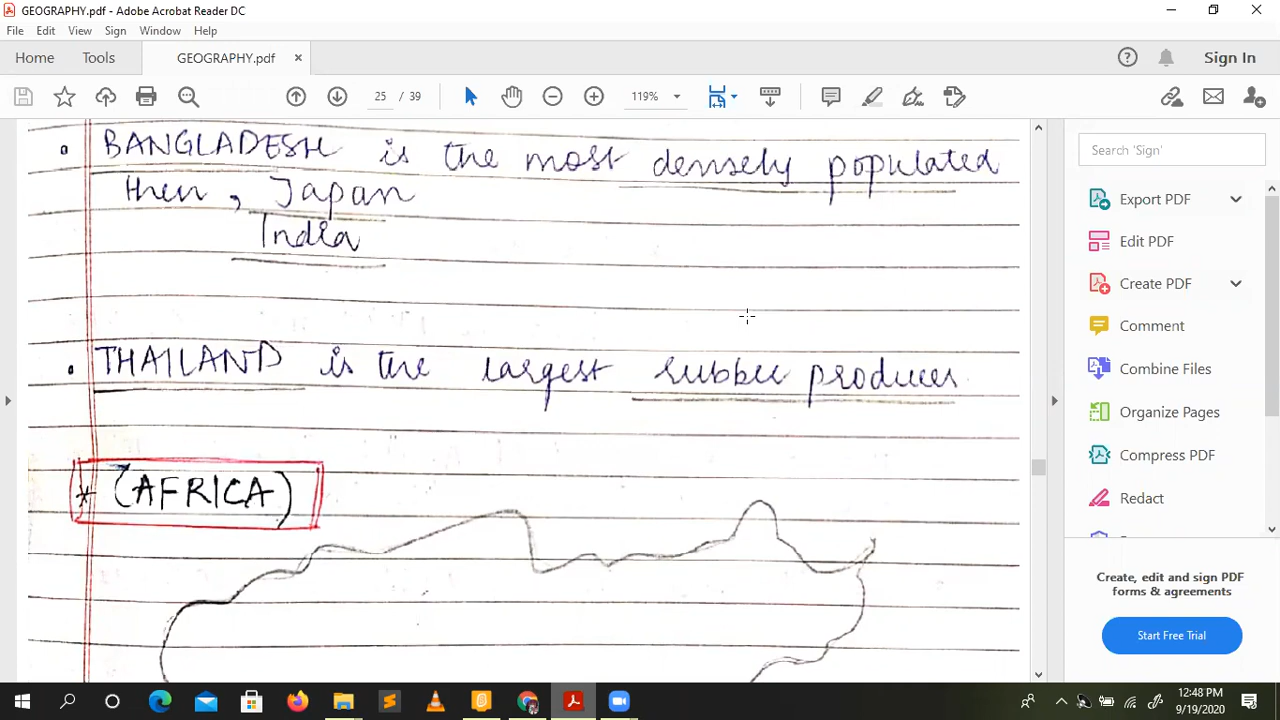 GEOGRAPHY.pdf - Adobe Acrobat Reader DC
File Edit View Sign Window Help
Home Tools GEOGRAPHY.pdf × Sign In
25 / 39 119%
BANGLADESH is the most densely populated
then, Japan
India
THAILAND is the largest rubber producer
* (AFRICA)
Search 'Sign'
Export PDF
Edit PDF
Create PDF
Comment
Combine Files
Organize Pages
Compress PDF
Redact
Create, edit and sign PDF
forms & agreements
Start Free Trial
12:48 PM
9/19/2020